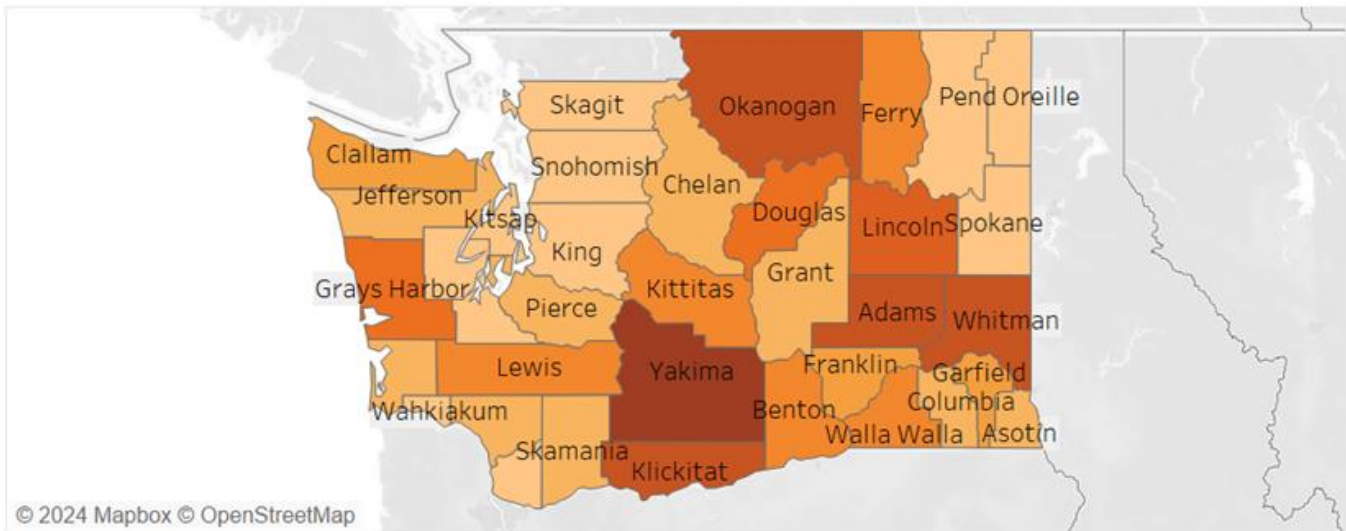 Skagit
Okanogan
Ferry
Pend Oreille
Clallam
Snohomish
Jefferson
Chelan
Kitsap
Douglas
Lincoln
Spokane
King
Grant
Grays Harbor
Kittitas
Pierce
Adams
Whitman
Lewis
Yakima
Franklin
Garfield
Columbia
Wahkiakum
Benton
Walla Walla
Asotin
Skamania
Klickitat
© 2024 Mapbox © OpenStreetMap